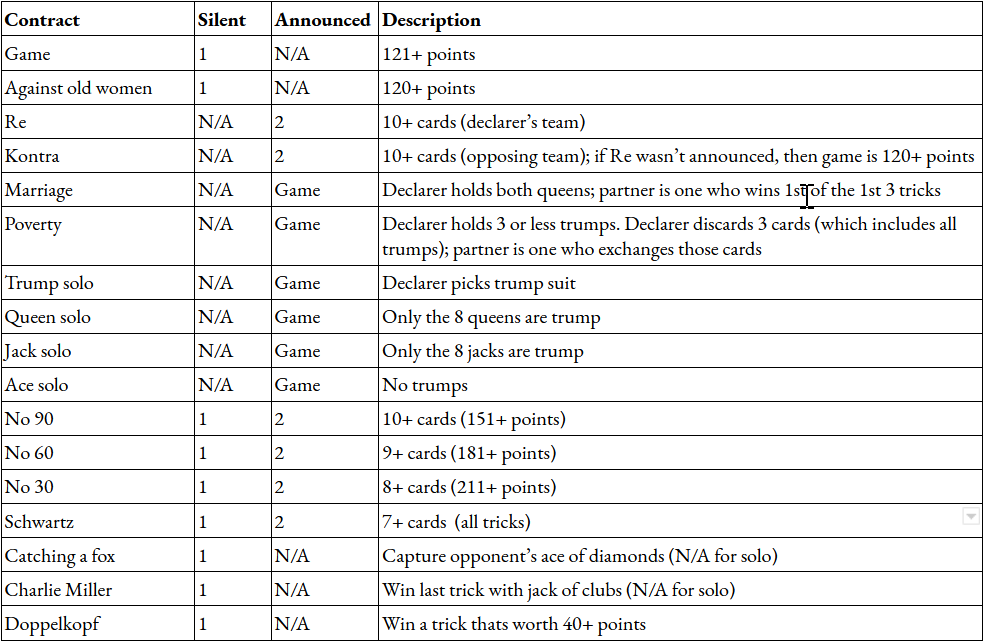 Contract Silent Announced Description
Game 1 N/A 121+ points
Against old women 1 N/A 120+ points
Re N/A 2 10+ cards (declarer’s team)
Kontra N/A 2 10+ cards (opposing team); if Re wasn’t announced, then game is 120+ points
Marriage N/A Game Declarer holds both queens; partner is one who wins 1st of the 1st 3 tricks
Poverty N/A Game Declarer holds 3 or less trumps. Declarer discards 3 cards (which includes all
trumps); partner is one who exchanges those cards
Trump solo N/A Game Declarer picks trump suit
Queen solo N/A Game Only the 8 queens are trump
Jack solo N/A Game Only the 8 jacks are trump
Ace solo N/A Game No trumps
No 90 1 2 10+ cards (151+ points)
No 60 1 2 9+ cards (181+ points)
No 30 1 2 8+ cards (211+ points)
Schwartz 1 2 7+ cards (all tricks)
Catching a fox 1 N/A Capture opponent’s ace of diamonds (N/A for solo)
Charlie Miller 1 N/A Win last trick with jack of clubs (N/A for solo)
Doppelkopf 1 N/A Win a trick thats worth 40+ points